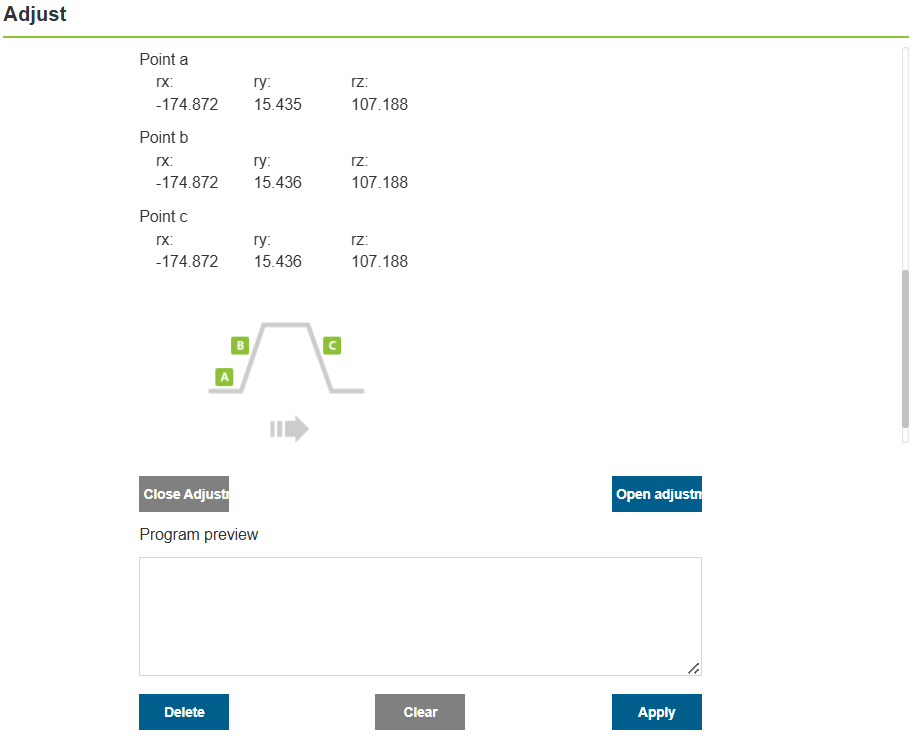 Adjust
Point a
rx: ry: rz:
-174.872 15.435 107.188
Point b
rx: ry: rz:
-174.872 15.436 107.188
Point c
rx: ry: rz:
-174.872 15.436 107.188
B C
A
Close Adjustr Open adjustm
Program preview
Delete Clear Apply